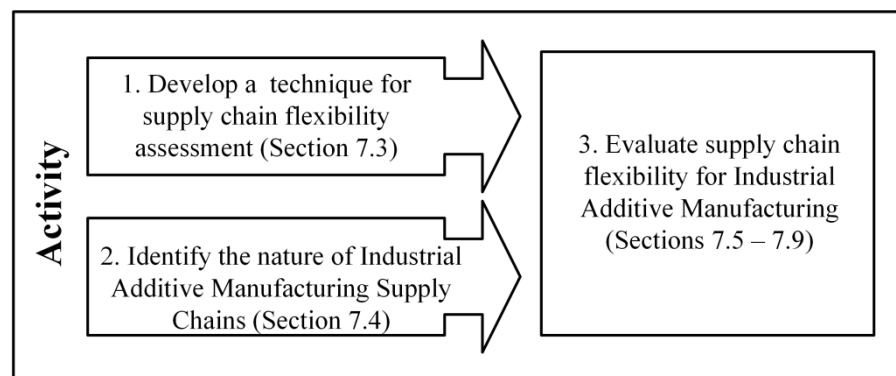 Activity
1. Develop a technique for
supply chain flexibility
assessment (Section 7.3)
2. Identify the nature of Industrial
Additive Manufacturing Supply
Chains (Section 7.4)
3. Evaluate supply chain
flexibility for Industrial
Additive Manufacturing
(Sections 7.5 – 7.9)